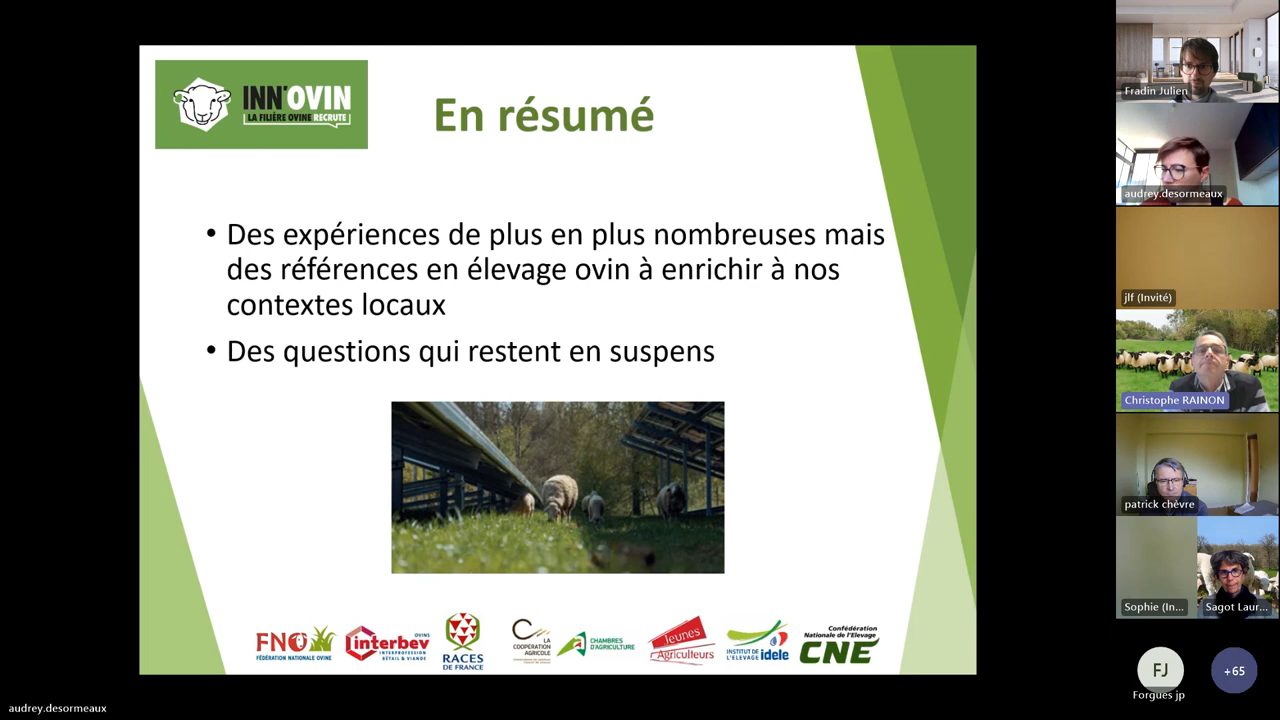 INN'OVIN
LA FILIÈRE OVINE RECRUTE
En résumé
• Des expériences de plus en plus nombreuses mais
des références en élevage ovin à enrichir à nos
contextes locaux
• Des questions qui restent en suspens
FNO
FÉDÉRATION NATIONALE OVINE
interbev
OVINS
INTERPROFESSION
BÉTAIL & VIANDE
RACES
DE FRANCE
LA
COOPÉRATION
AGRICOLE
CHAMBRES
D'AGRICULTURE
Jeunes
Agriculteurs
INSTITUT DE
L'ELEVAGE idele
Confédération
Nationale de l'Elevage
CNE
Fradin Julien
audrey.desormeaux
jlf (Invité)
Christophe RAINON
patrick chèvre
Sophie (In...
Sagot Laur...
FJ
+65
Forgues jp
audrey.desormeaux